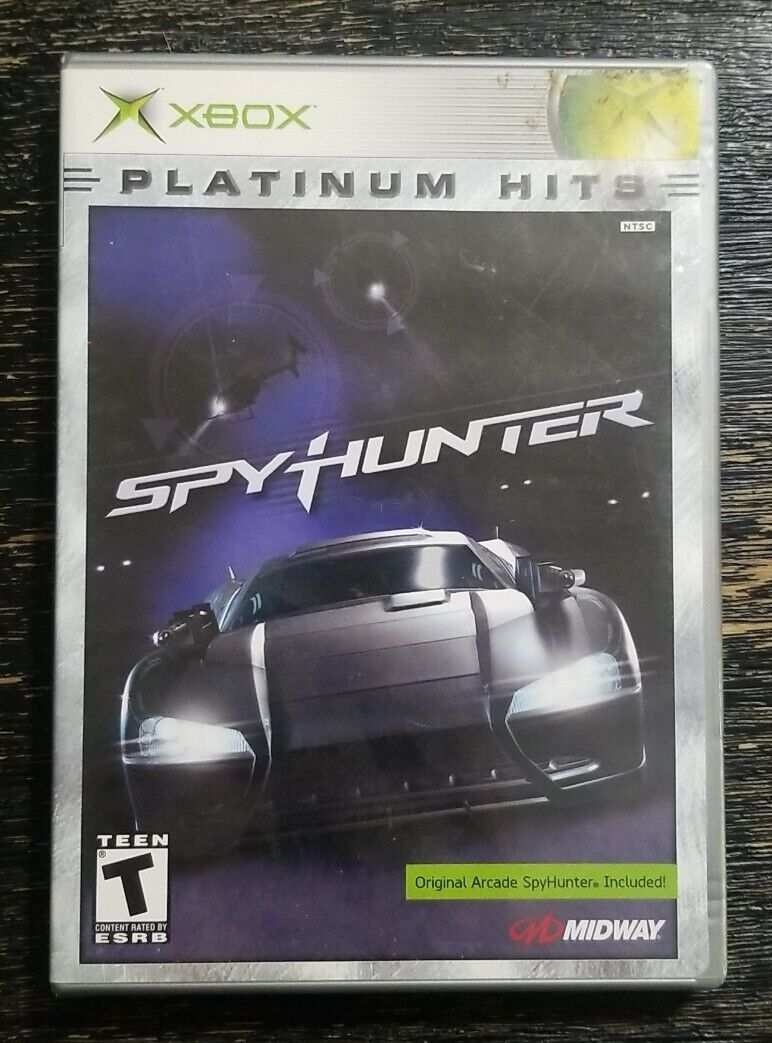 XBOX
PLATINUM HITS
NTSC
SPYHUNTER
TEEN
T
CONTENT RATED BY
ESRB
Original Arcade SpyHunter® Included!
MIDWAY